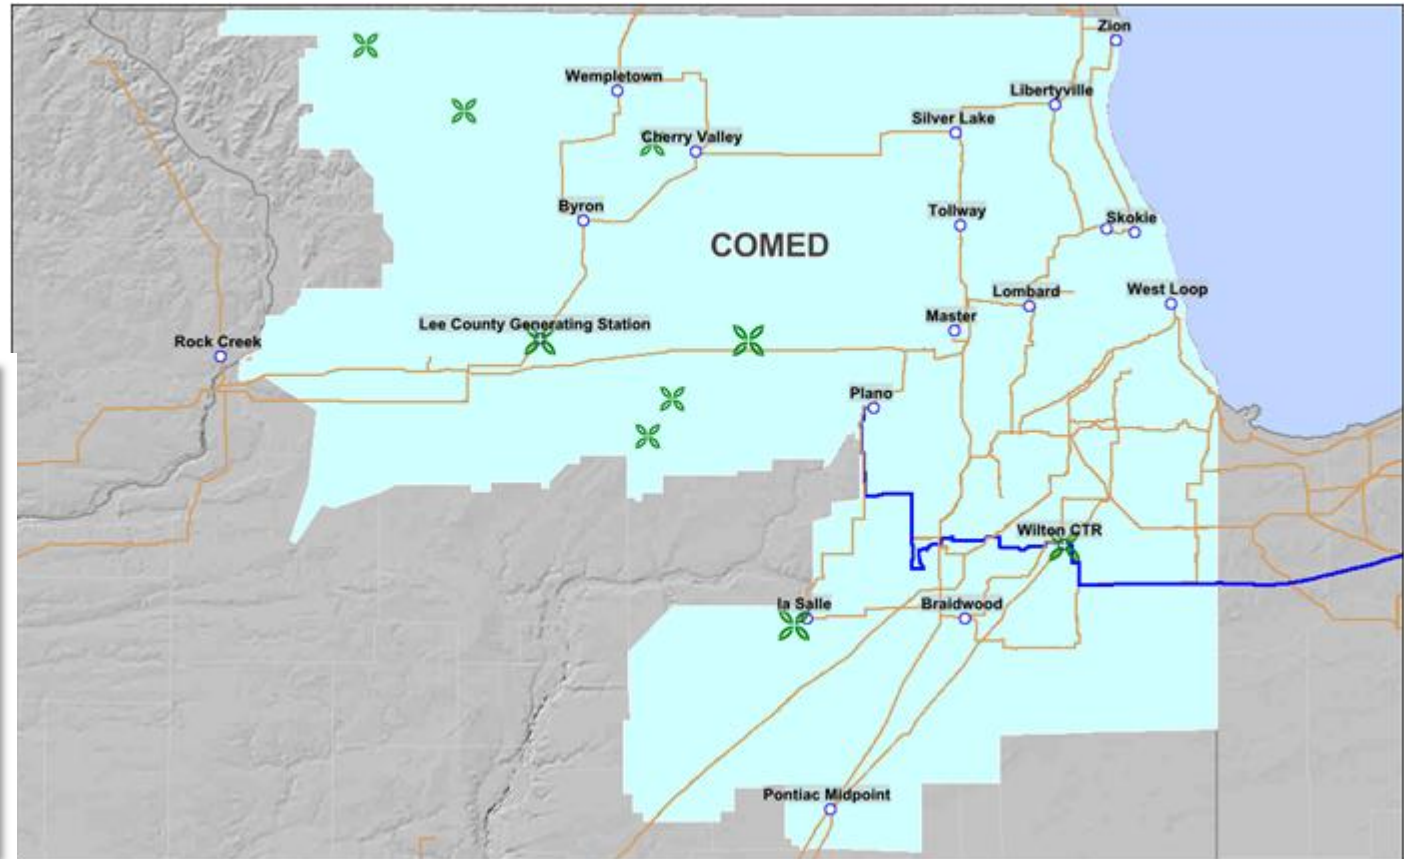 Zion
Wempletown
Libertyville
Silver Lake
Cherry Valley
Byron
Tollway
Skokie
COMED
Lombard
West Loop
Lee County Generating Station
Master
Rock Creek
Plano
Wilton CTR
la Salle
Braidwood
Pontiac Midpoint